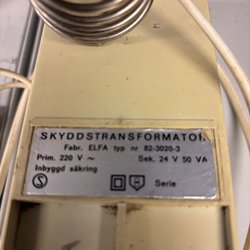 SKYDDSTRANSFORMATOR
Fabr. ELFA typ nr 82-3020-3
Prim. 220 V ~ Sek. 24 V 50 VA
Inbyggd säkring
S Serie